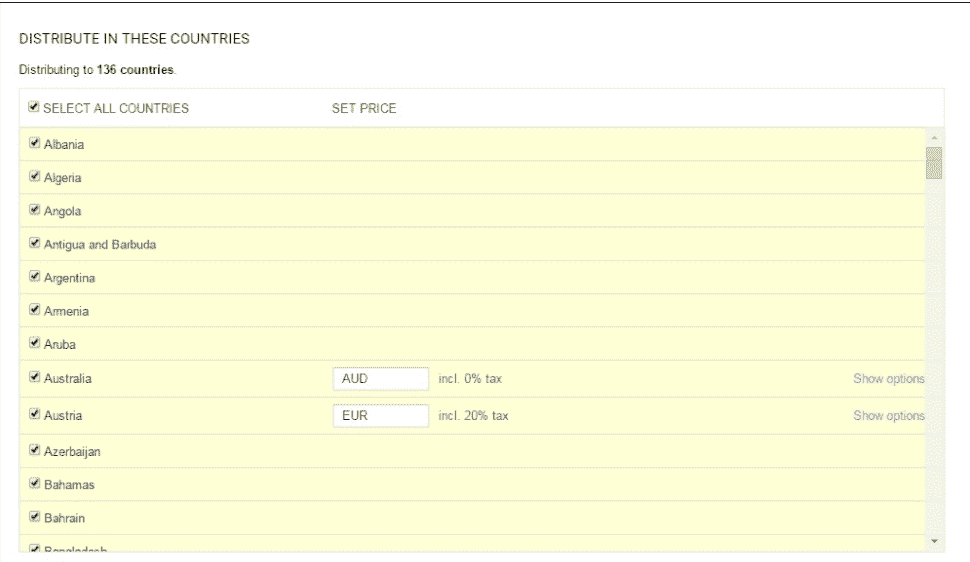 DISTRIBUTE IN THESE COUNTRIES
Distributing to 136 countries.
SELECT ALL COUNTRIES SET PRICE
Albania
Algeria
Angola
Antigua and Barbuda
Argentina
Armenia
Aruba
Australia AUD incl. 0% tax Show options
Austria EUR incl. 20% tax Show options
Azerbaijan
Bahamas
Bahrain
Bangladesh